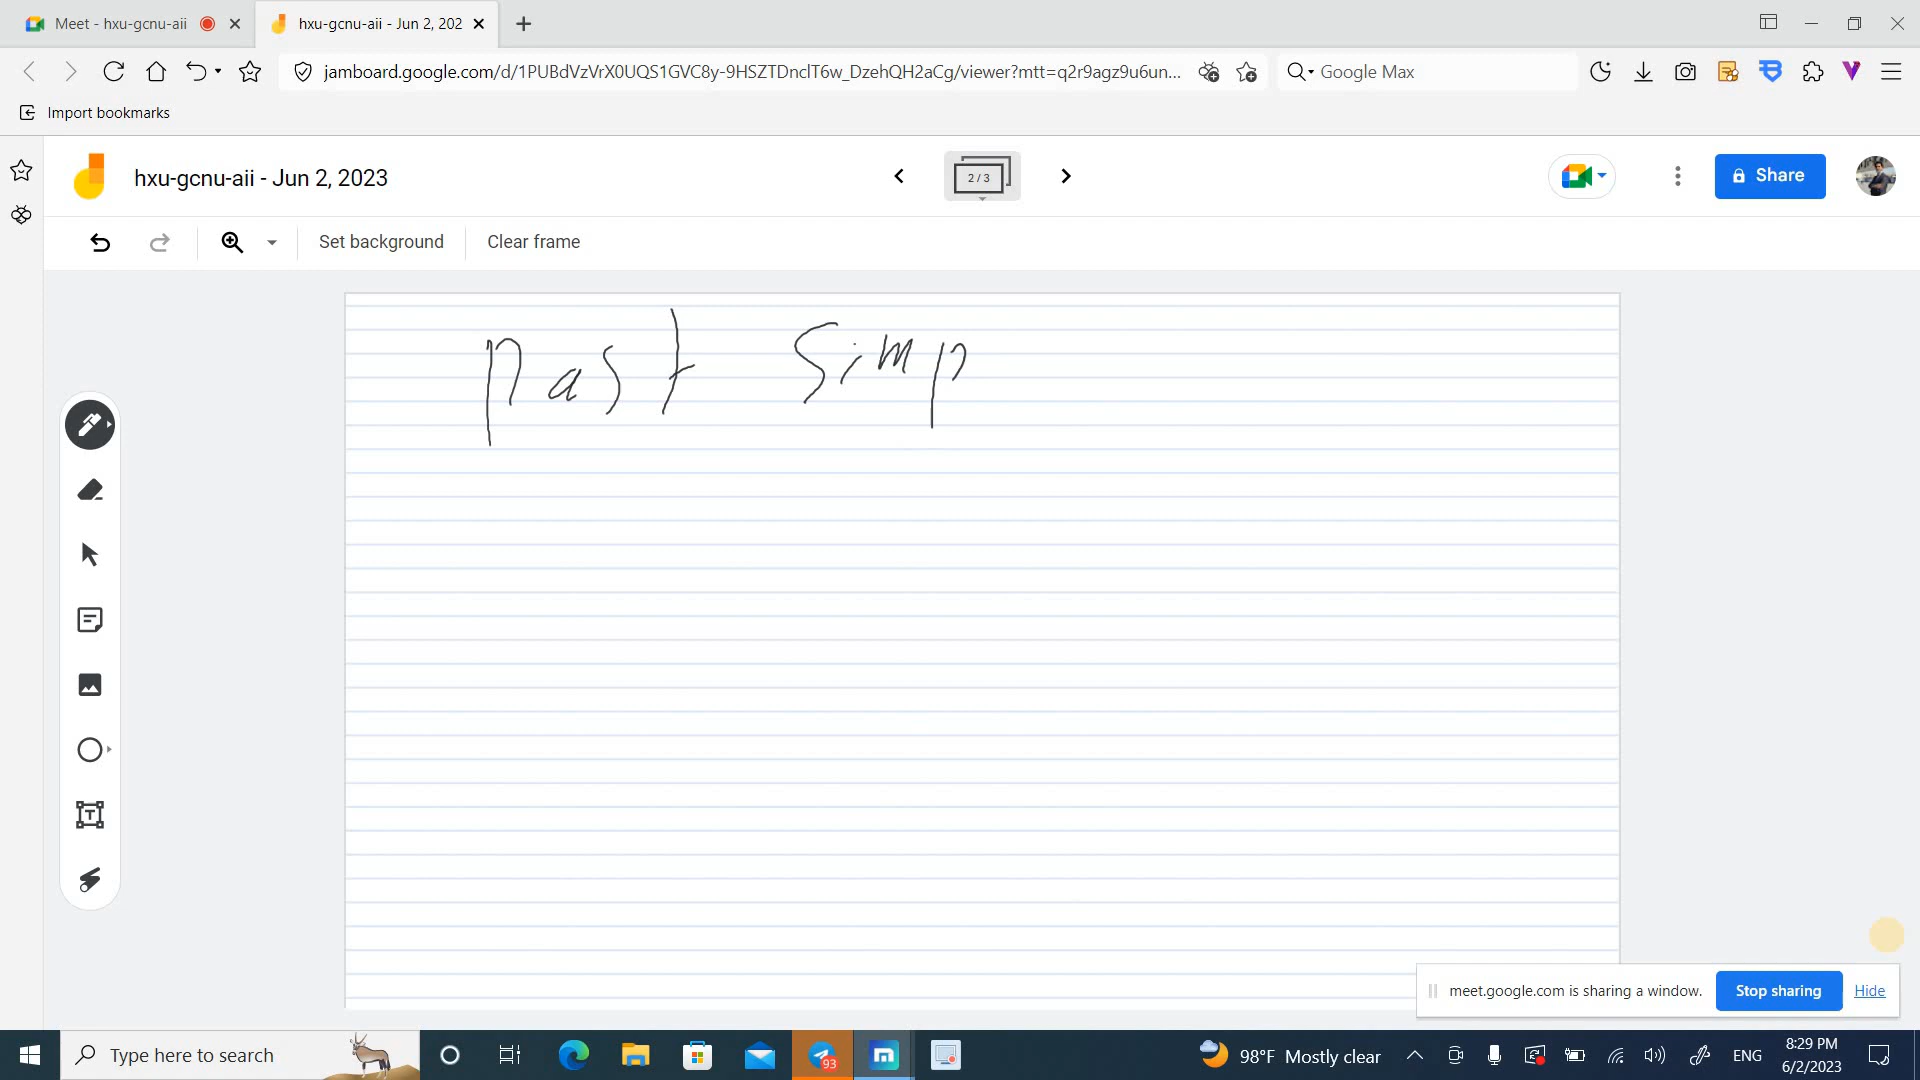 Meet - hxu-gcnu-aii
hxu-gcnu-aii - Jun 2, 202
jamboard.google.com/d/1PUBdVzVrX0UQS1GVC8y-9HSZTDnclT6w_DzehQH2aCg/viewer?mtt=q2r9agz9u6un...
Google Max
Import bookmarks
hxu-gcnu-aii - Jun 2, 2023
2 / 3
Share
Set background
Clear frame
Past Simp
meet.google.com is sharing a window.
Stop sharing
Hide
Type here to search
93
98°F Mostly clear
ENG
8:29 PM
6/2/2023